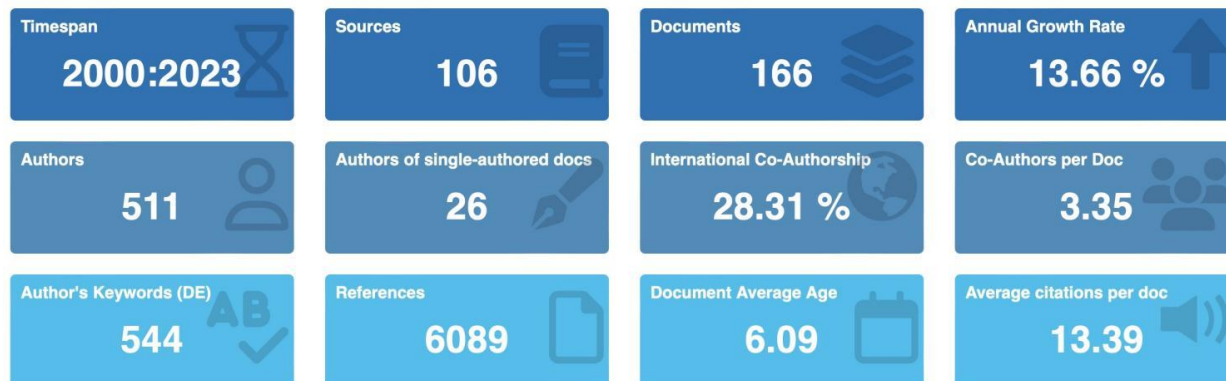 Timespan
2000:2023
Sources
106
Documents
166
Annual Growth Rate
13.66 %
Authors
511
Authors of single-authored docs
26
International Co-Authorship
28.31 %
Co-Authors per Doc
3.35
Author's Keywords (DE)
AB
544
References
6089
Document Average Age
6.09
Average citations per doc
13.39